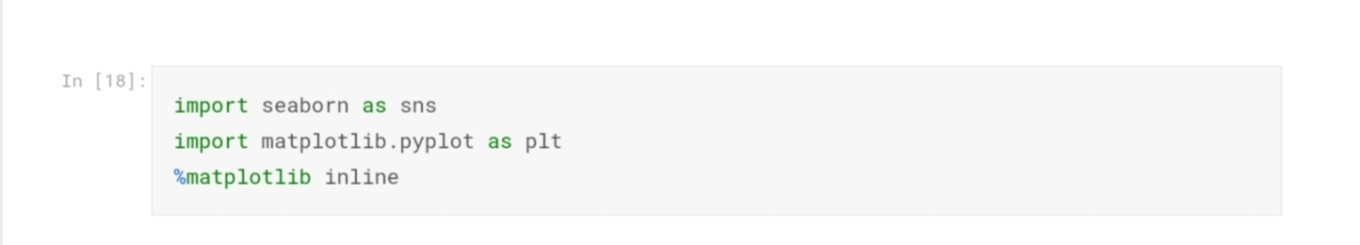 In [18]:
import seaborn as sns
import matplotlib.pyplot as plt
%matplotlib inline